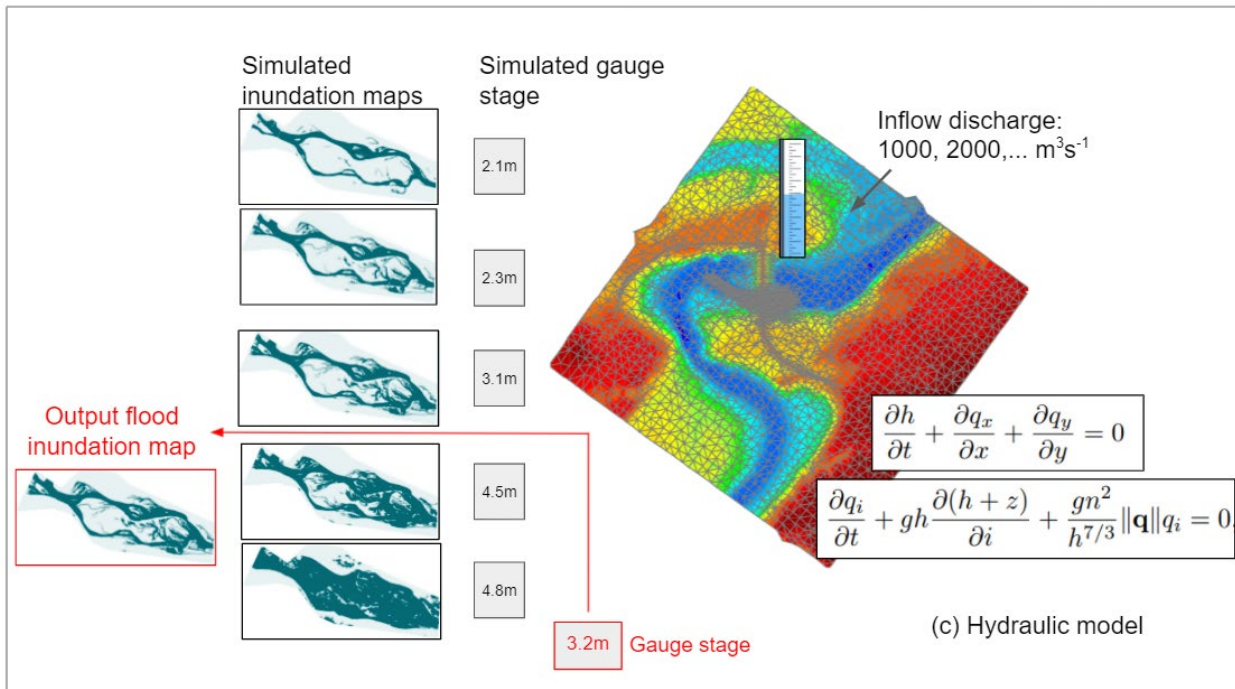 Simulated
inundation maps
Simulated gauge
stage
Inflow discharge:
1000, 2000,... m³s⁻¹
2.1m
2.3m
3.1m
Output flood
inundation map
4.5m
4.8m
3.2m Gauge stage
∂h/∂t + ∂q_x/∂x + ∂q_y/∂y = 0
∂q_i/∂t + gh ∂(h + z)/∂i + gn²/h^{7/3} ‖q‖q_i = 0,
(c) Hydraulic model